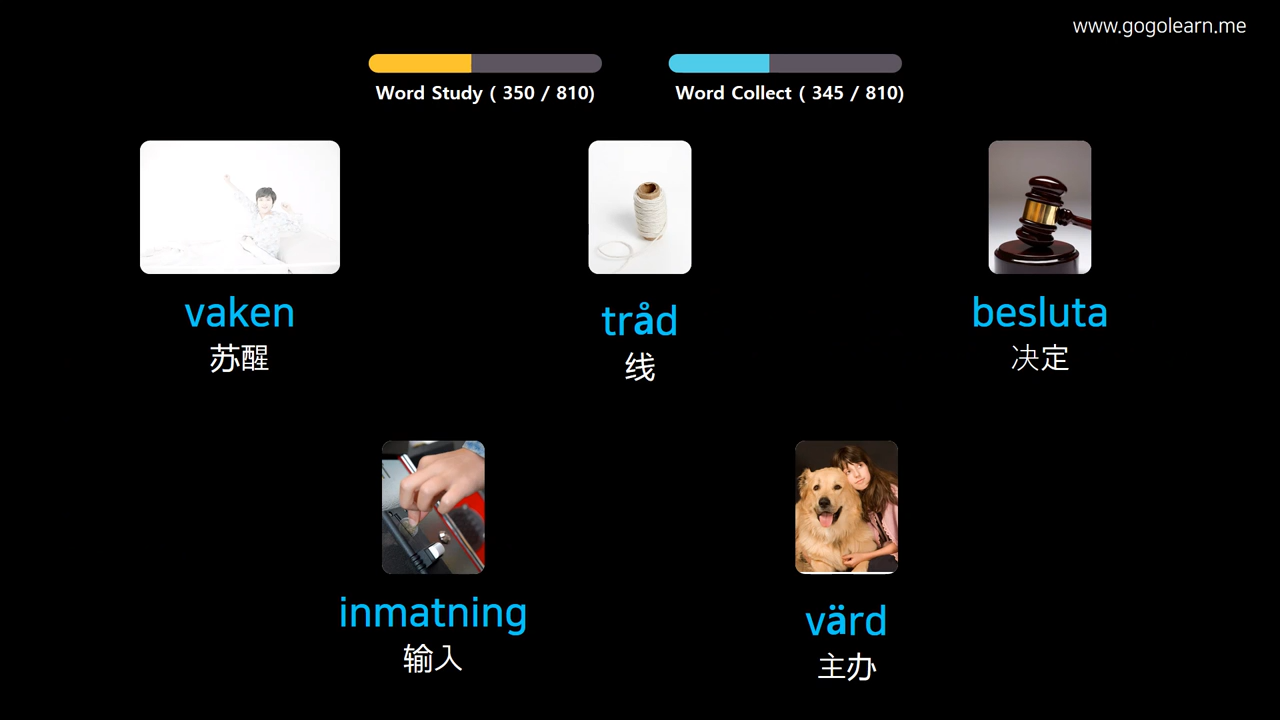 www.gogolearn.me
Word Study ( 350 / 810)
Word Collect ( 345 / 810)
vaken
苏醒
tråd
线
besluta
决定
inmatning
输入
värd
主办